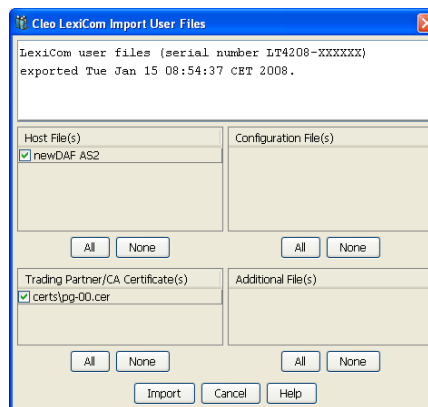 Cleo LexiCom Import User Files
LexiCom user files (serial number LT4208-XXXXXX)
exported Tue Jan 15 08:54:37 CET 2008.
Host File(s)
Configuration File(s)
newDAF AS2
All None
All None
Trading Partner/CA Certificate(s)
Additional File(s)
certs\pg-00.cer
All None
All None
Import Cancel Help